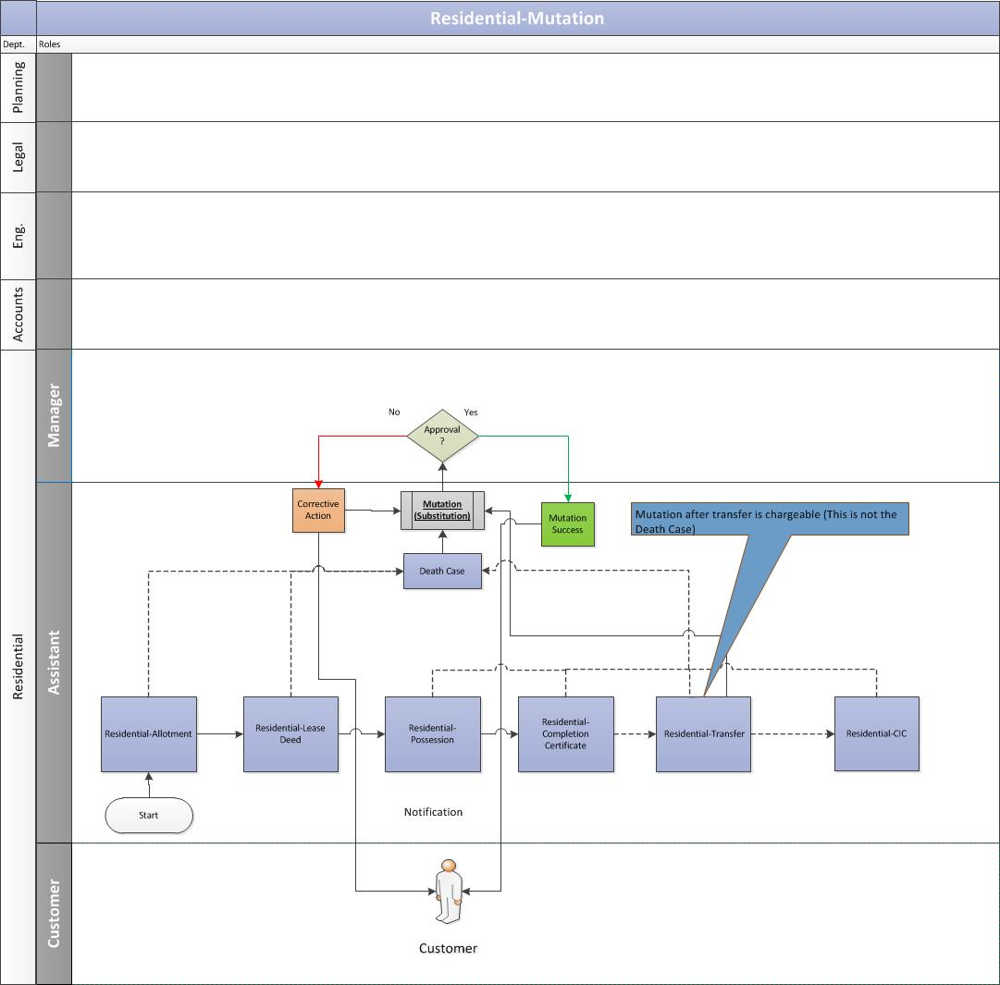 Residential-Mutation
Dept.
Roles
Planning
Legal
Eng.
Accounts
Residential
Manager
No
Yes
Approval
?
Assistant
Corrective
Action
Mutation
(Substitution)
Mutation
Success
Mutation after transfer is chargeable (This is not the
Death Case)
Death Case
Residential-Allotment
Residential-Lease
Deed
Residential-
Possession
Residential-
Completion
Certificate
Residential-Transfer
Residential-CIC
Start
Notification
Customer
Customer